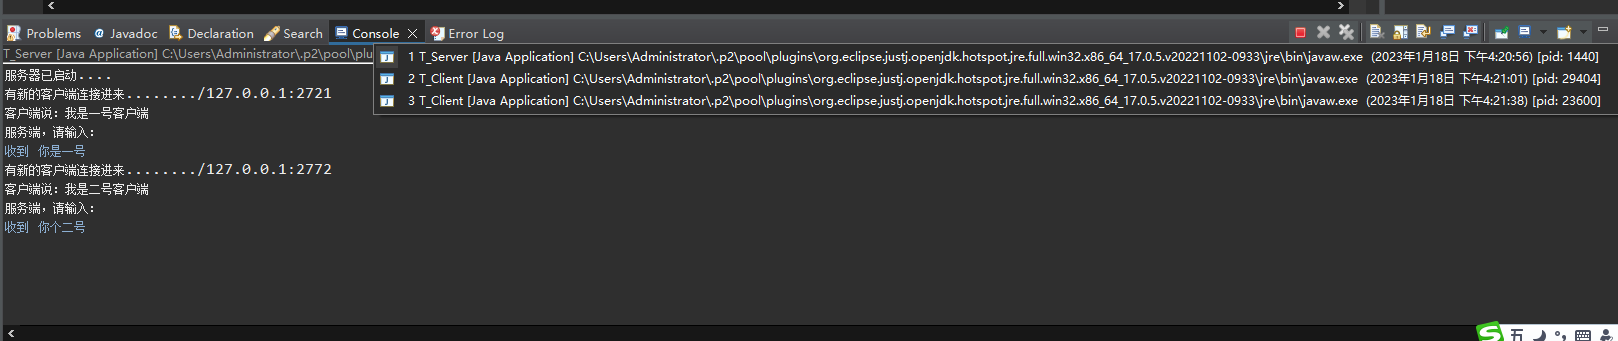 Problems @ Javadoc Declaration Search Console Error Log
T_Server [Java Application] C:\Users\Administrator\.p2\pool\plu
1 T_Server [Java Application] C:\Users\Administrator\.p2\pool\plugins\org.eclipse.justj.openjdk.hotspot.jre.full.win32.x86_64_17.0.5.v20221102-0933\jre\bin\javaw.exe (2023年1月18日 下午4:20:56) [pid: 1440]
2 T_Client [Java Application] C:\Users\Administrator\.p2\pool\plugins\org.eclipse.justj.openjdk.hotspot.jre.full.win32.x86_64_17.0.5.v20221102-0933\jre\bin\javaw.exe (2023年1月18日 下午4:21:01) [pid: 29404]
3 T_Client [Java Application] C:\Users\Administrator\.p2\pool\plugins\org.eclipse.justj.openjdk.hotspot.jre.full.win32.x86_64_17.0.5.v20221102-0933\jre\bin\javaw.exe (2023年1月18日 下午4:21:38) [pid: 23600]
服务器已启动....
有新的客户端连接进来......../127.0.0.1:2721
客户端说：我是一号客户端
服务端，请输入：
收到 你是一号
有新的客户端连接进来......../127.0.0.1:2772
客户端说：我是二号客户端
服务端，请输入：
收到 你个二号
S 五